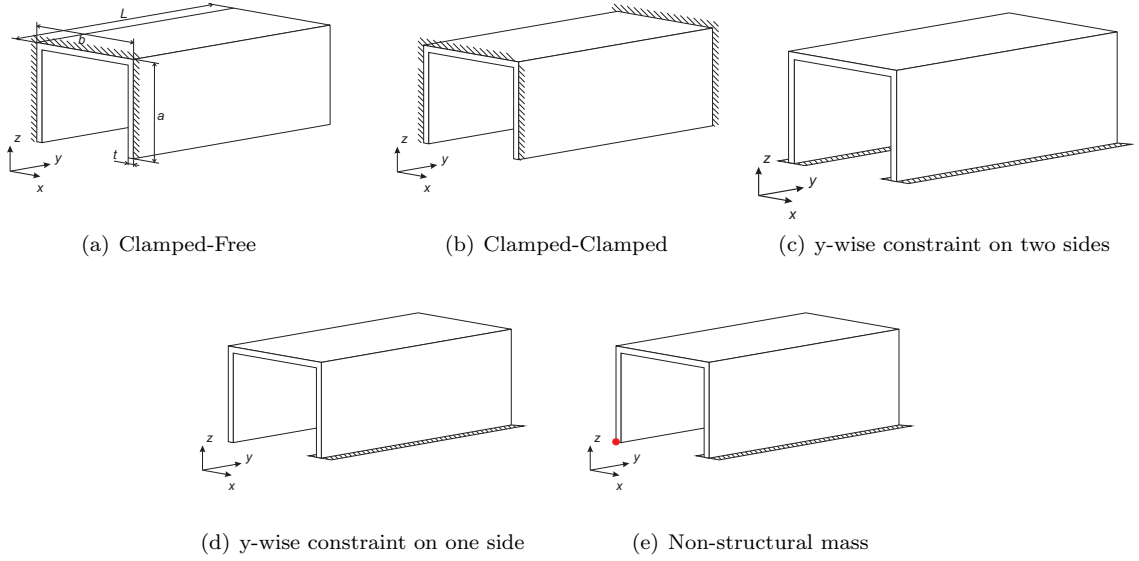 L
b
a
t
z
y
x
(a) Clamped-Free
z
y
x
(b) Clamped-Clamped
z
y
x
(c) y-wise constraint on two sides
z
y
x
(d) y-wise constraint on one side
z
y
x
(e) Non-structural mass